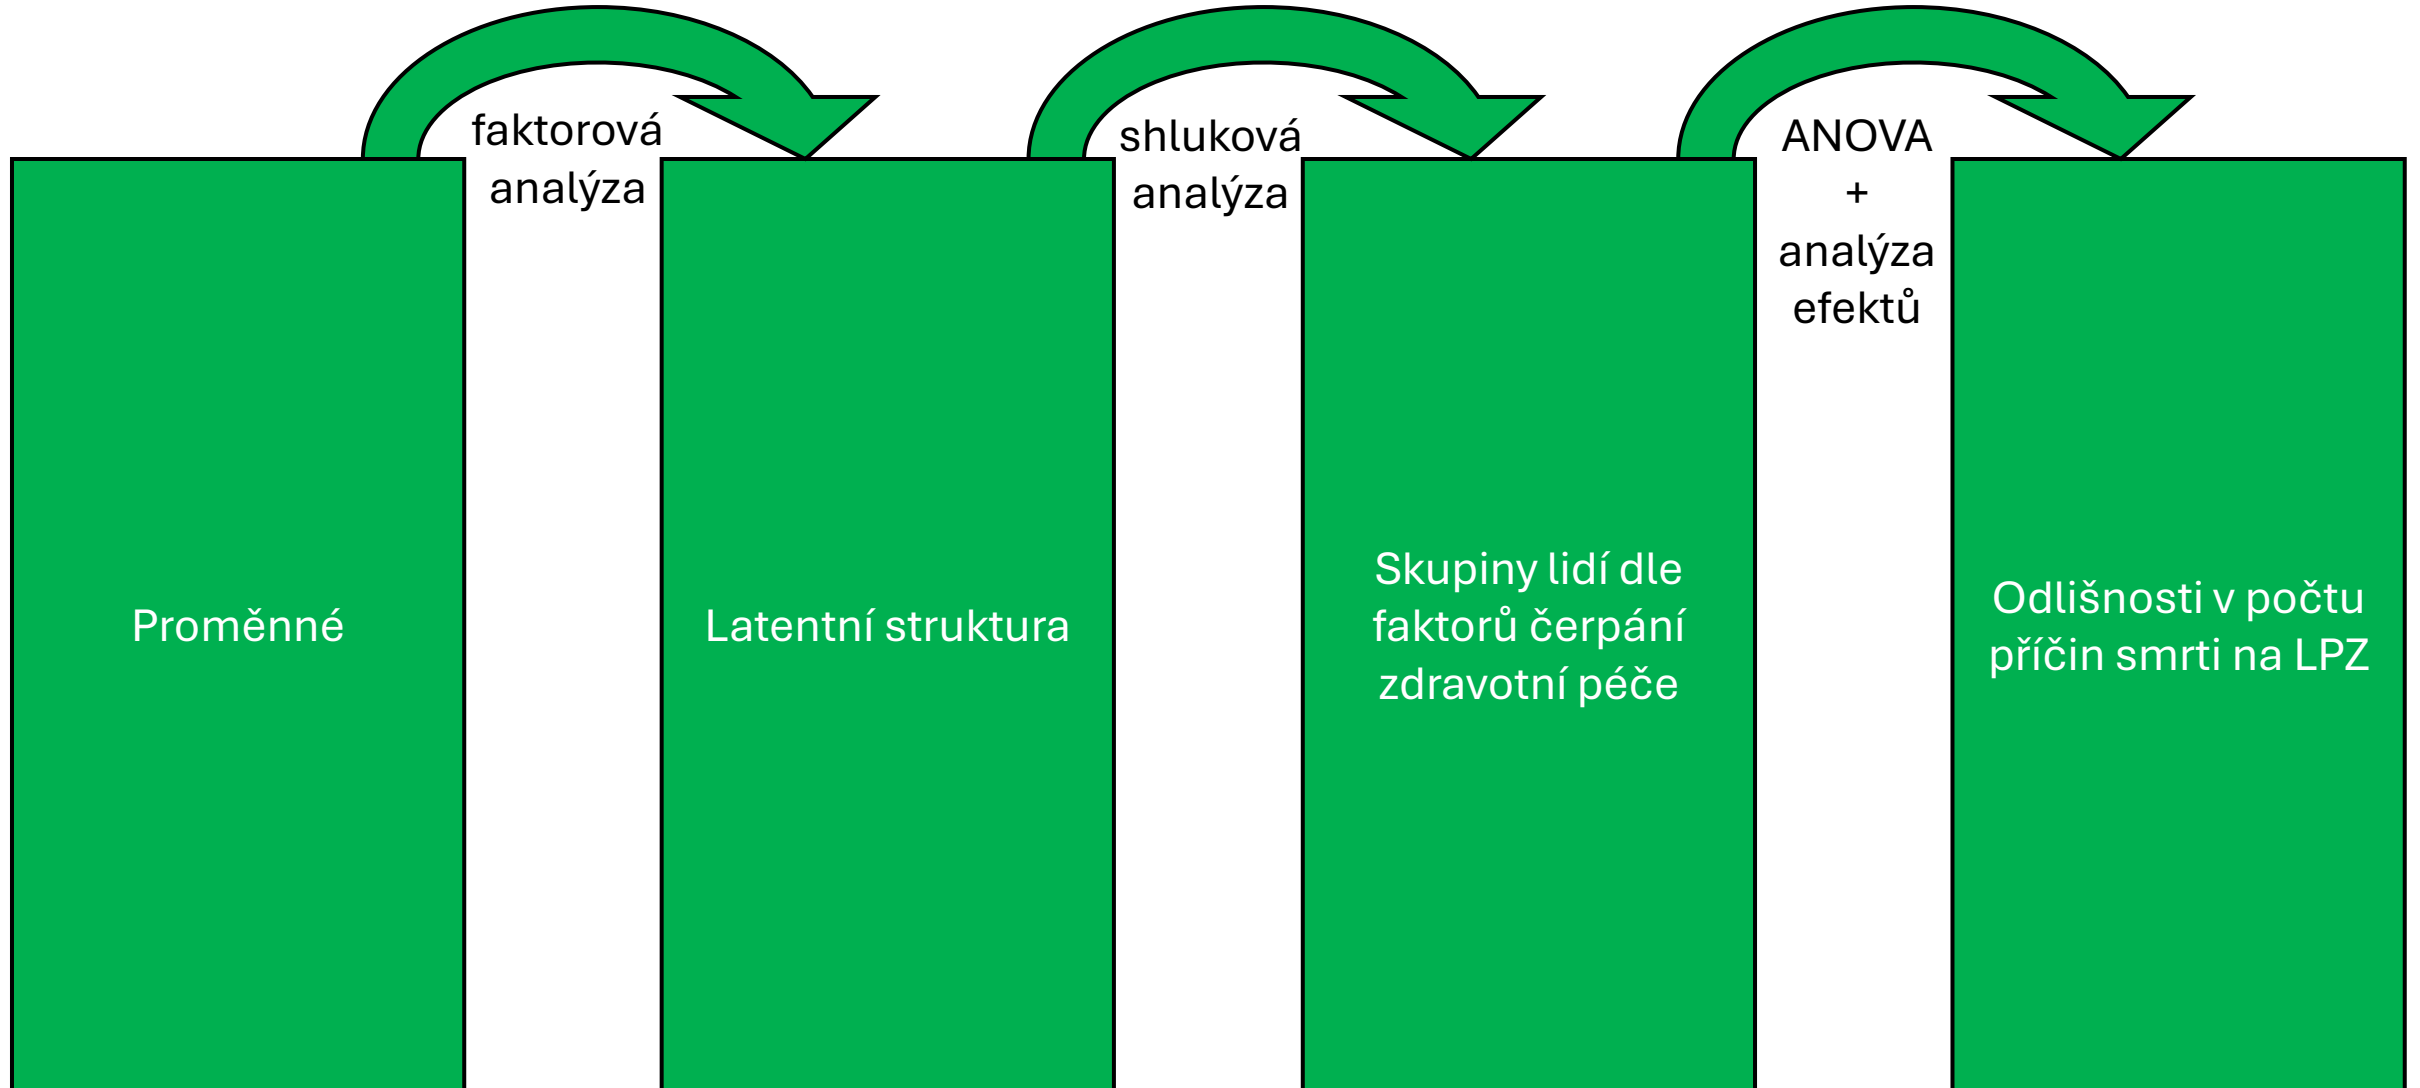 Proměnné
faktorová
analýza
Latentní struktura
shluková
analýza
Skupiny lidí dle
faktorů čerpání
zdravotní péče
ANOVA
+
analýza
efektů
Odlišnosti v počtu
příčin smrti na LPZ